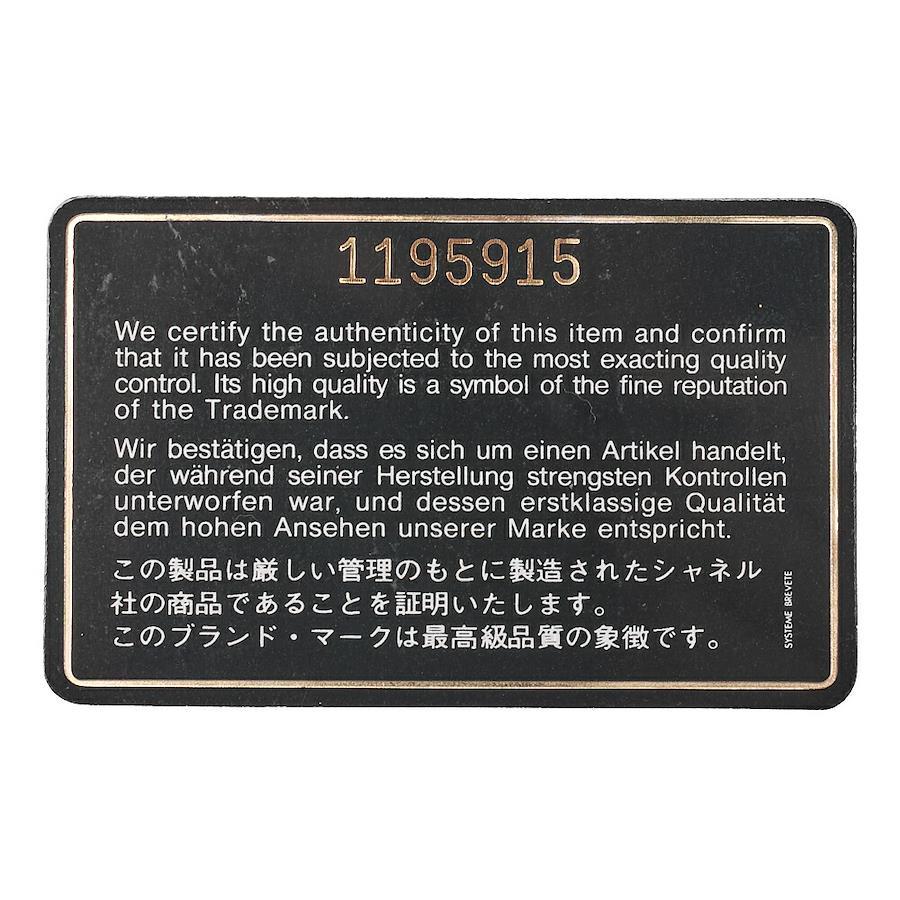 1195915
We certify the authenticity of this item and confirm
that it has been subjected to the most exacting quality
control. Its high quality is a symbol of the fine reputation
of the Trademark.
Wir bestätigen, dass es sich um einen Artikel handelt,
der während seiner Herstellung strengsten Kontrollen
unterworfen war, und dessen erstklassige Qualität
dem hohen Ansehen unserer Marke entspricht.
この製品は厳しい管理のもとに製造されたシャネル
社の商品であることを証明いたします。
このブランド・マークは最高級品質の象徴です。
SYSTEME BREVETE